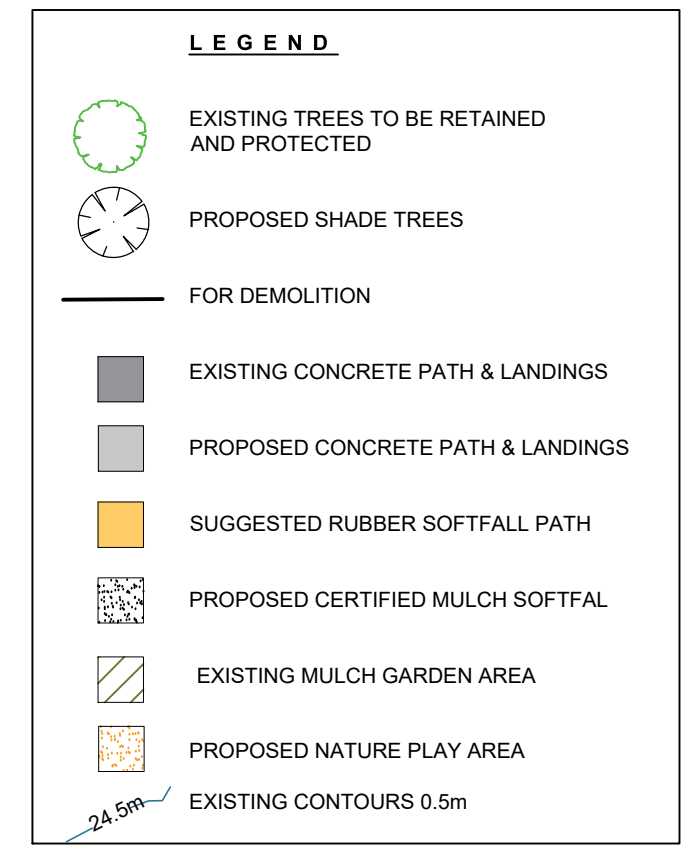 LEGEND
EXISTING TREES TO BE RETAINED
AND PROTECTED
PROPOSED SHADE TREES
FOR DEMOLITION
EXISTING CONCRETE PATH & LANDINGS
PROPOSED CONCRETE PATH & LANDINGS
SUGGESTED RUBBER SOFTFALL PATH
PROPOSED CERTIFIED MULCH SOFTFAL
EXISTING MULCH GARDEN AREA
PROPOSED NATURE PLAY AREA
24.5m
EXISTING CONTOURS 0.5m